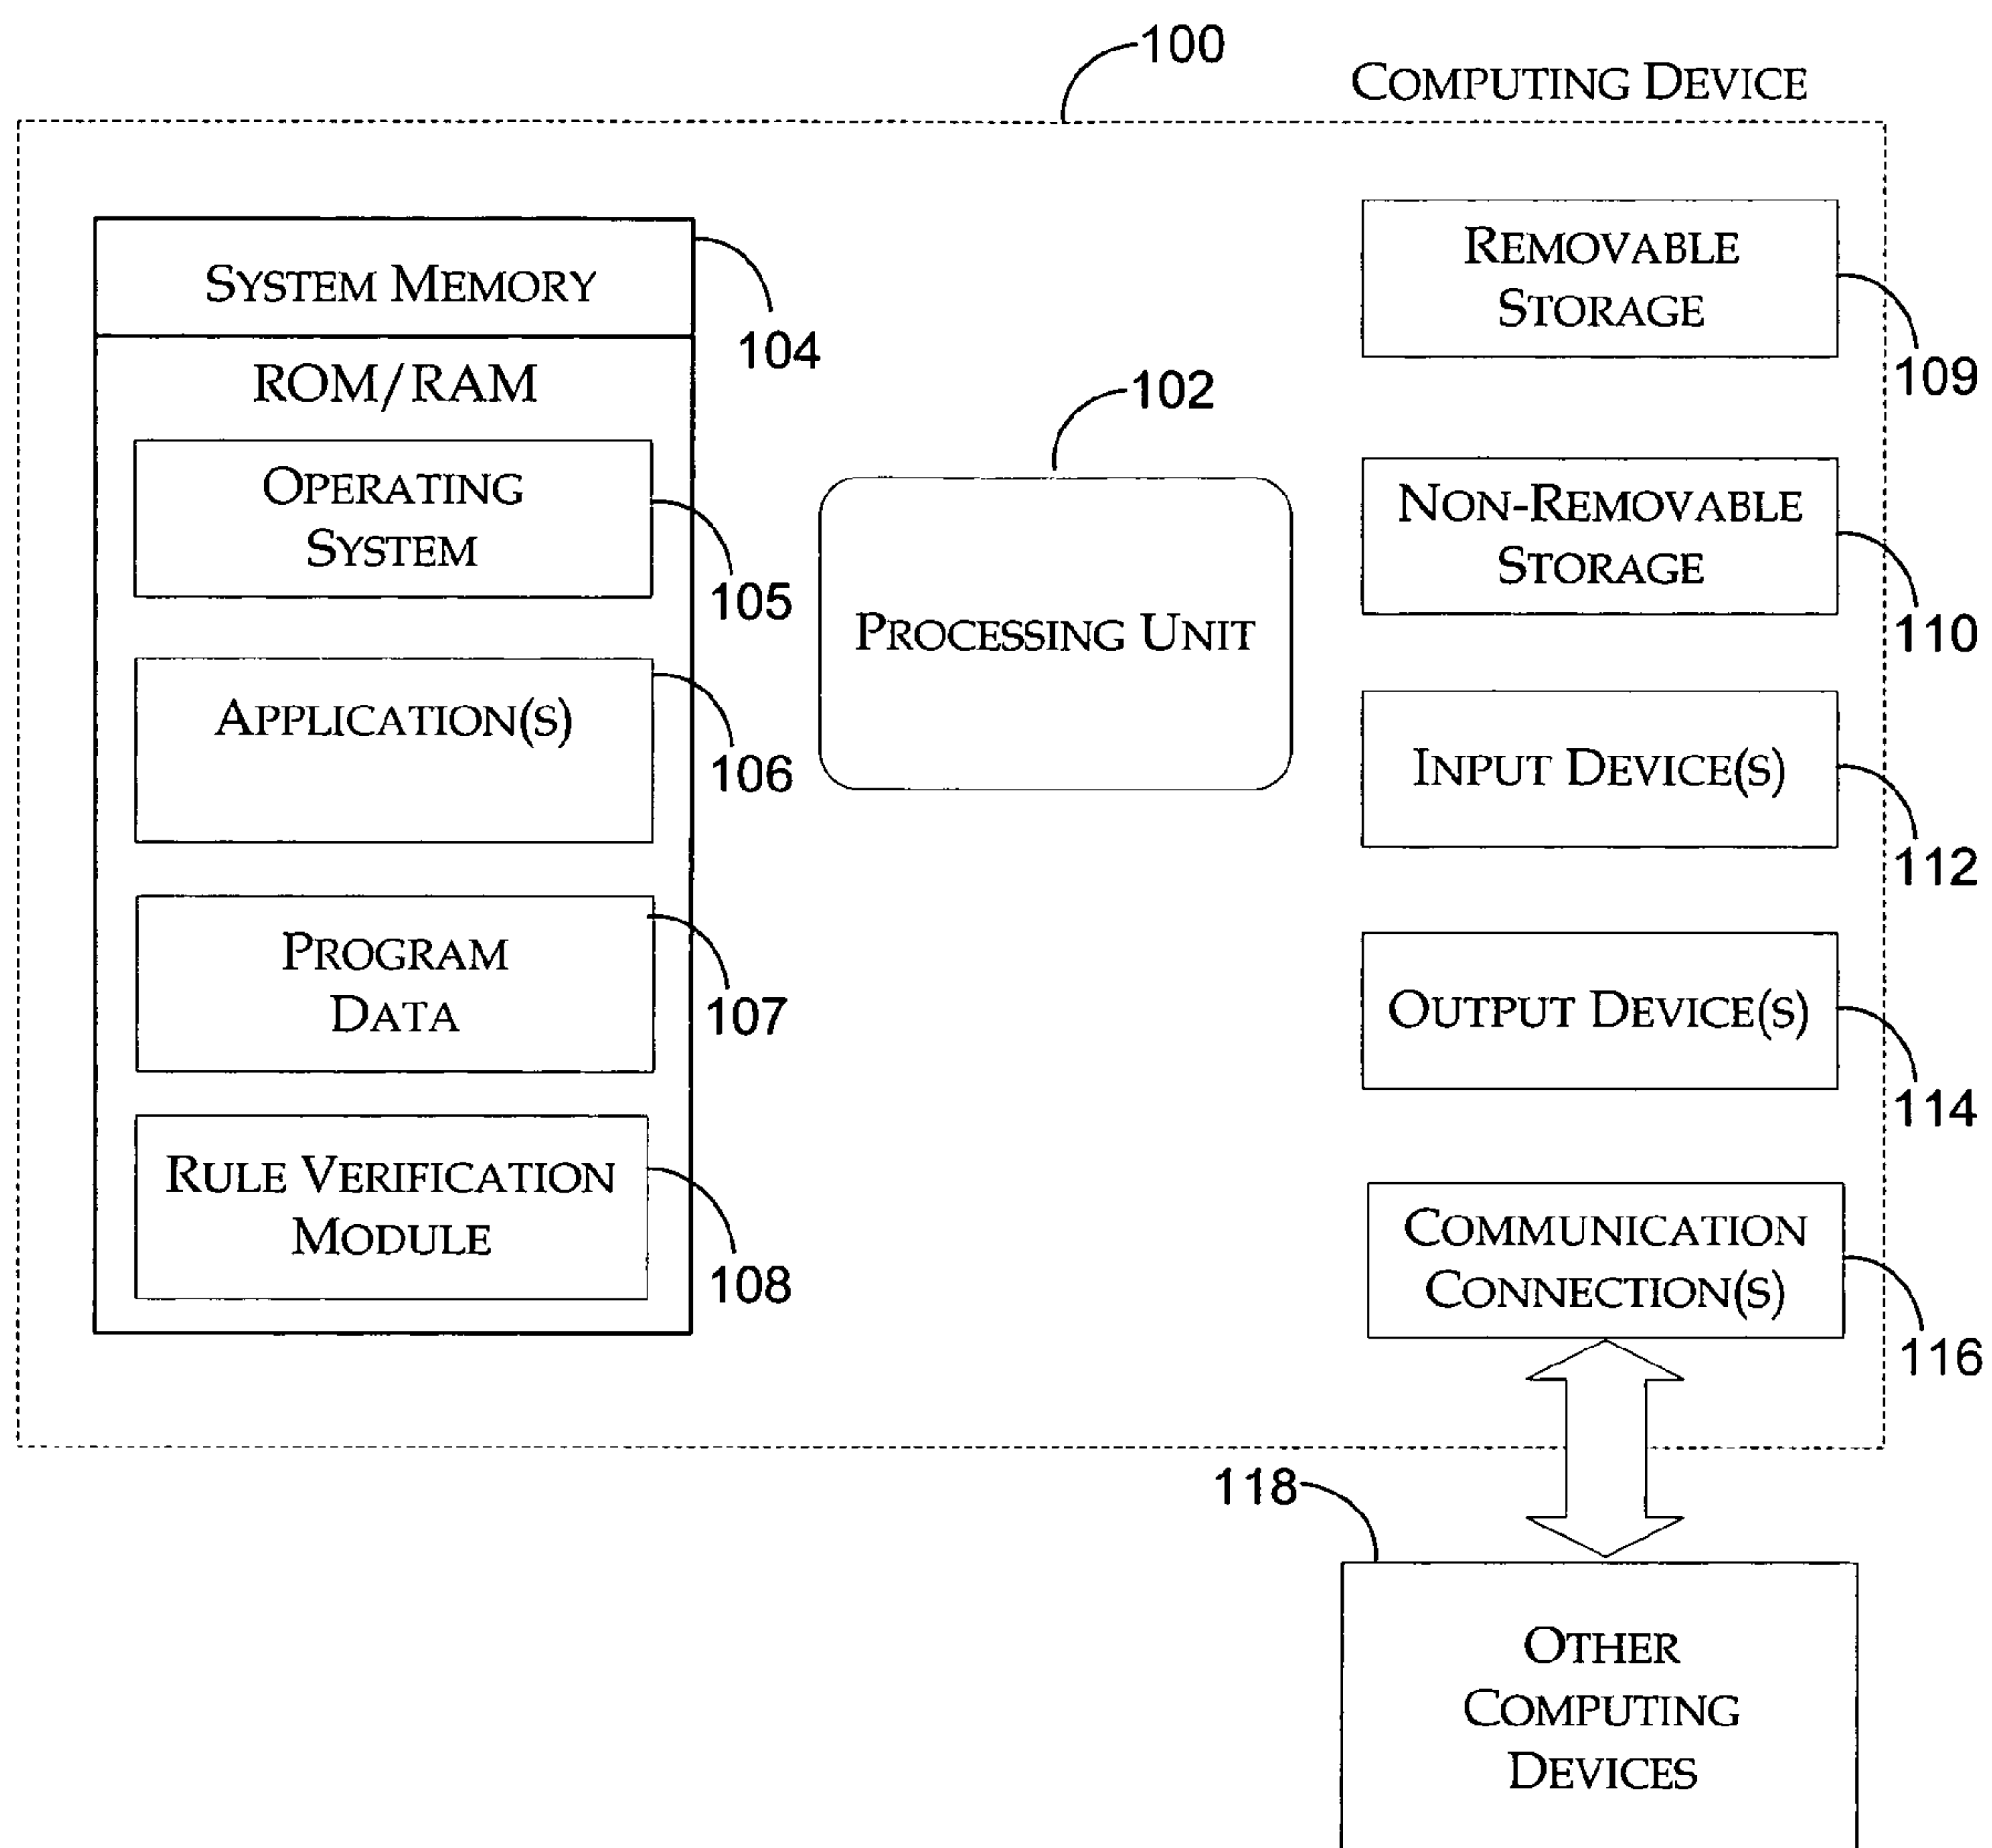 100
COMPUTING DEVICE
SYSTEM MEMORY
104
ROM/RAM
OPERATING
SYSTEM
105
APPLICATION(S)
106
PROGRAM
DATA
107
RULE VERIFICATION
MODULE
108
102
PROCESSING UNIT
REMOVABLE
STORAGE
109
NON-REMOVABLE
STORAGE
110
INPUT DEVICE(S)
112
OUTPUT DEVICE(S)
114
COMMUNICATION
CONNECTION(S)
116
118
OTHER
COMPUTING
DEVICES